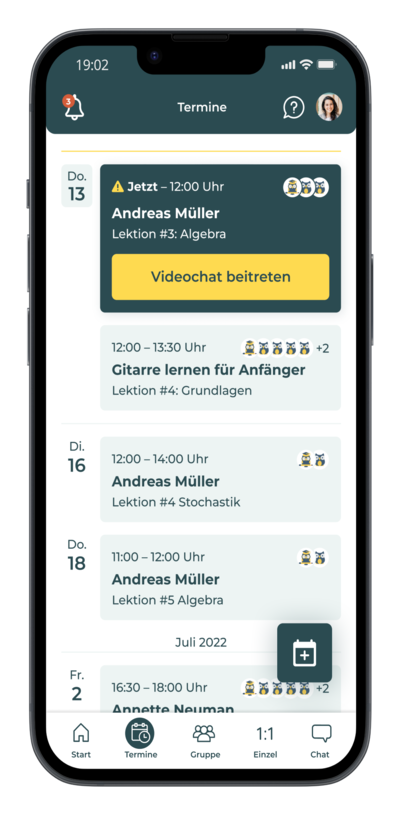 19:02
3
Termine
?
Do.
13
Jetzt – 12:00 Uhr
Andreas Müller
Lektion #3: Algebra
Videochat beitreten
12:00 – 13:30 Uhr
+2
Gitarre lernen für Anfänger
Lektion #4: Grundlagen
Di.
16
12:00 – 14:00 Uhr
Andreas Müller
Lektion #4 Stochastik
Do.
18
11:00 – 12:00 Uhr
Andreas Müller
Lektion #5 Algebra
Juli 2022
Fr.
2
16:30 – 18:00 Uhr
+2
Annette Neuman
Start
Termine
Gruppe
1:1
Einzel
Chat